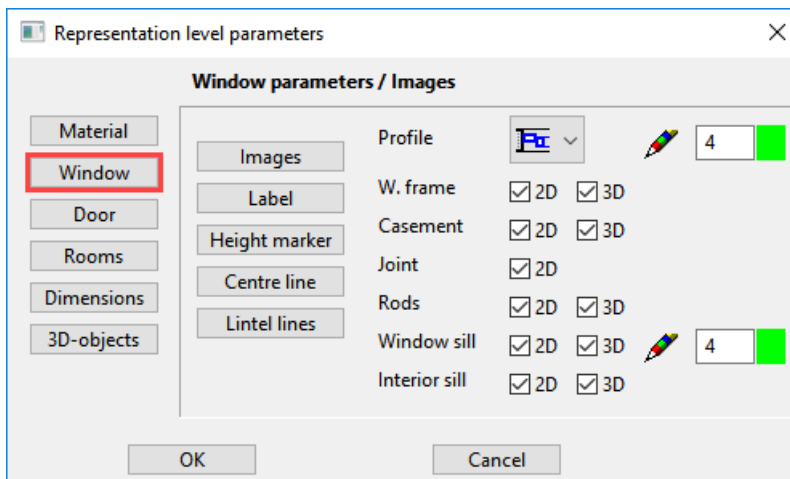 Representation level parameters
Window parameters / Images
Material
Window
Door
Rooms
Dimensions
3D-objects
Images
Label
Height marker
Centre line
Lintel lines
Profile 4
W. frame 2D 3D
Casement 2D 3D
Joint 2D
Rods 2D 3D
Window sill 2D 3D 4
Interior sill 2D 3D
OK Cancel